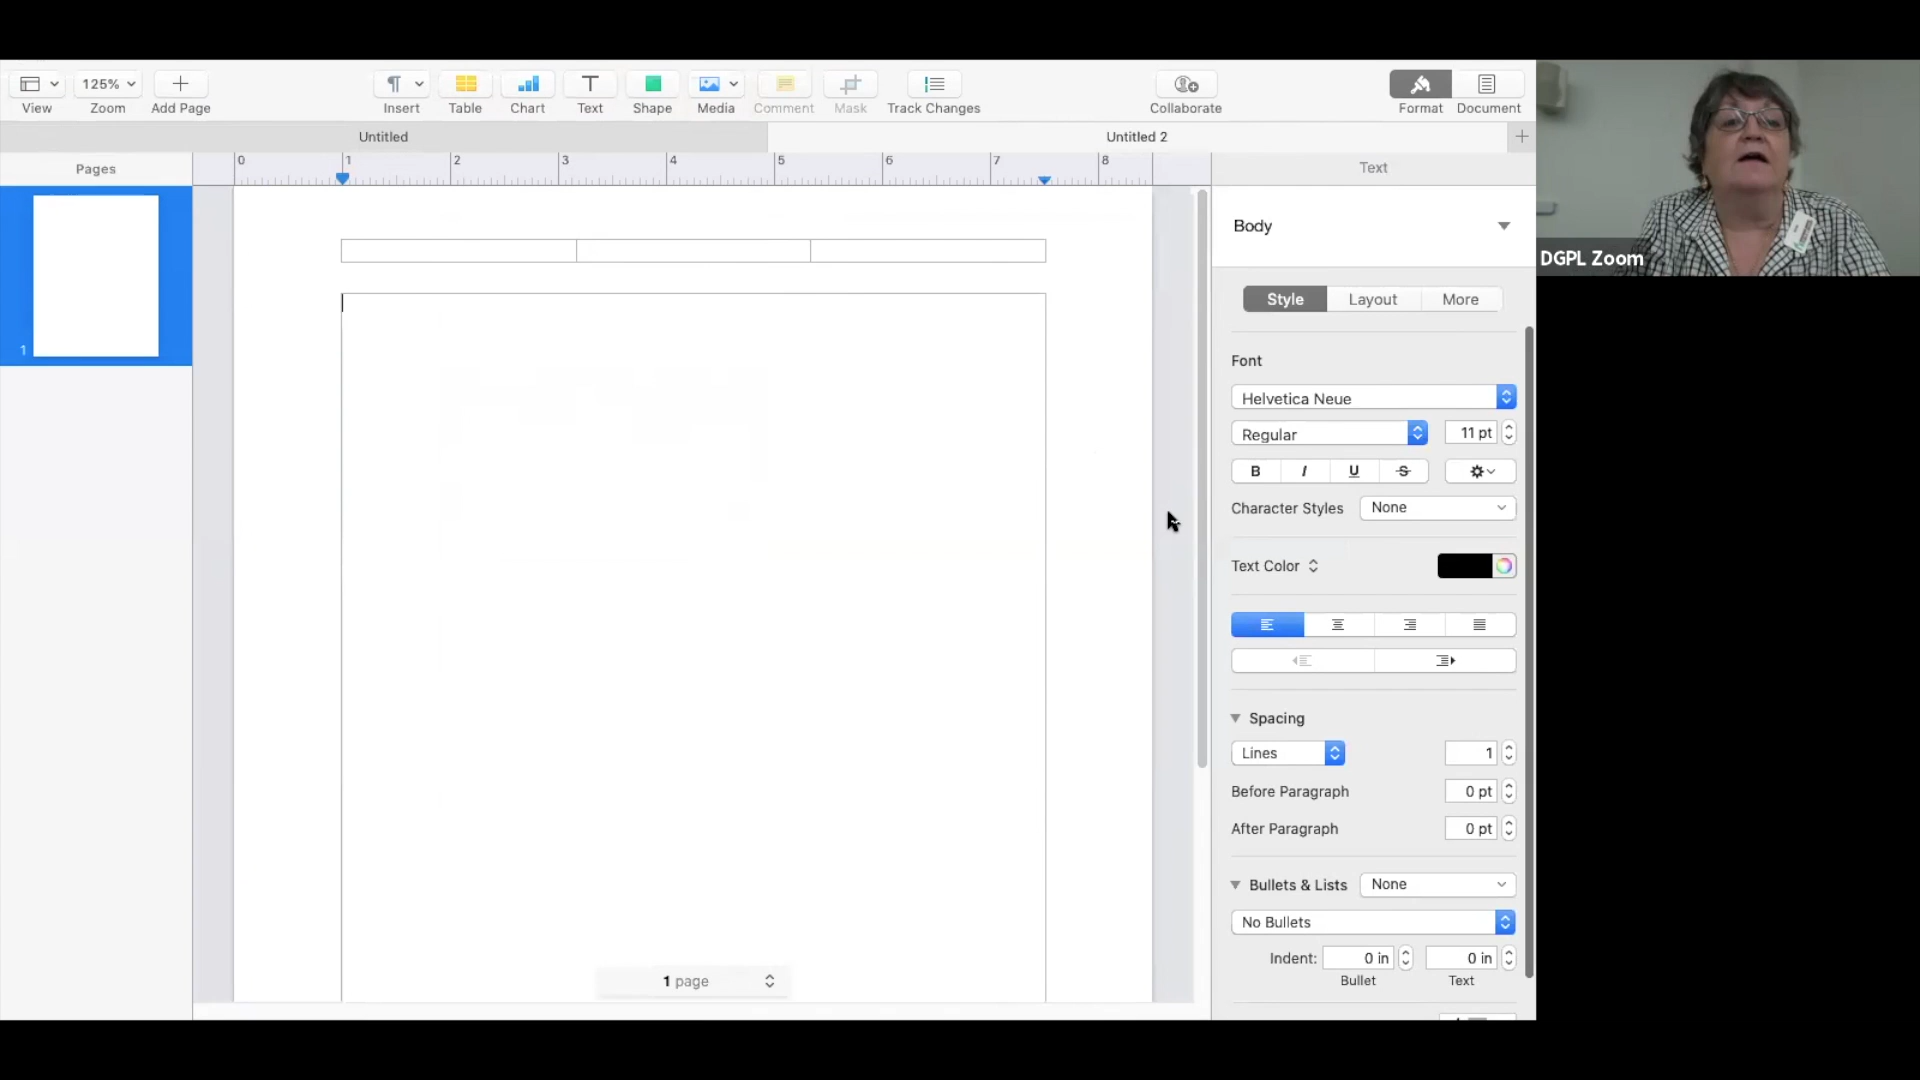 125%
View
Zoom
Add Page
Insert
Table
Chart
Text
Shape
Media
Comment
Mask
Track Changes
Collaborate
Format
Document
Untitled
Untitled 2
Pages
0 1 2 3 4 5 6 7 8
Text
1
Body
DGPL Zoom
Style Layout More
Font
Helvetica Neue
Regular 11 pt
B I U S
Character Styles None
Text Color
Spacing
Lines 1
Before Paragraph 0 pt
After Paragraph 0 pt
Bullets & Lists None
No Bullets
Indent: 0 in 0 in
Bullet Text
1 page